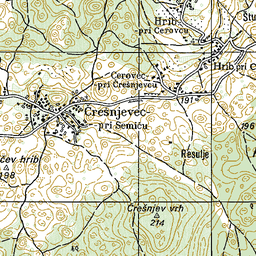 Hrib
pri Cerovcu
Hrib pri
Cerovec
pri Črešnjevcu
191
Črešnjevec
pri Semiču
196
Resulje
čev hrib
198
Črešnjev vrh
214